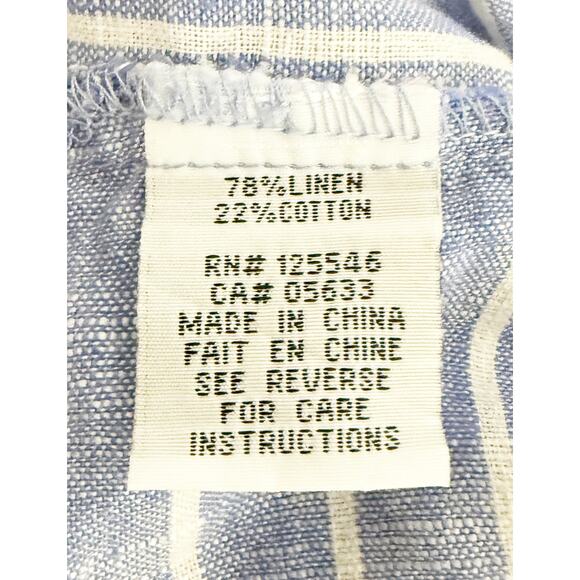 78%LINEN
22%COTTON
RN# 125546
CA# 05633
MADE IN CHINA
FAIT EN CHINE
SEE REVERSE
FOR CARE
INSTRUCTIONS